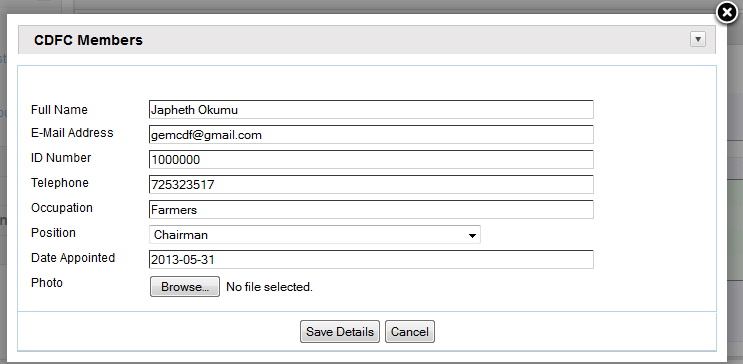 CDFC Members
Full Name Japheth Okumu
E-Mail Address gemcdf@gmail.com
ID Number 1000000
Telephone 725323517
Occupation Farmers
Position Chairman
Date Appointed 2013-05-31
Photo Browse... No file selected.
Save Details Cancel